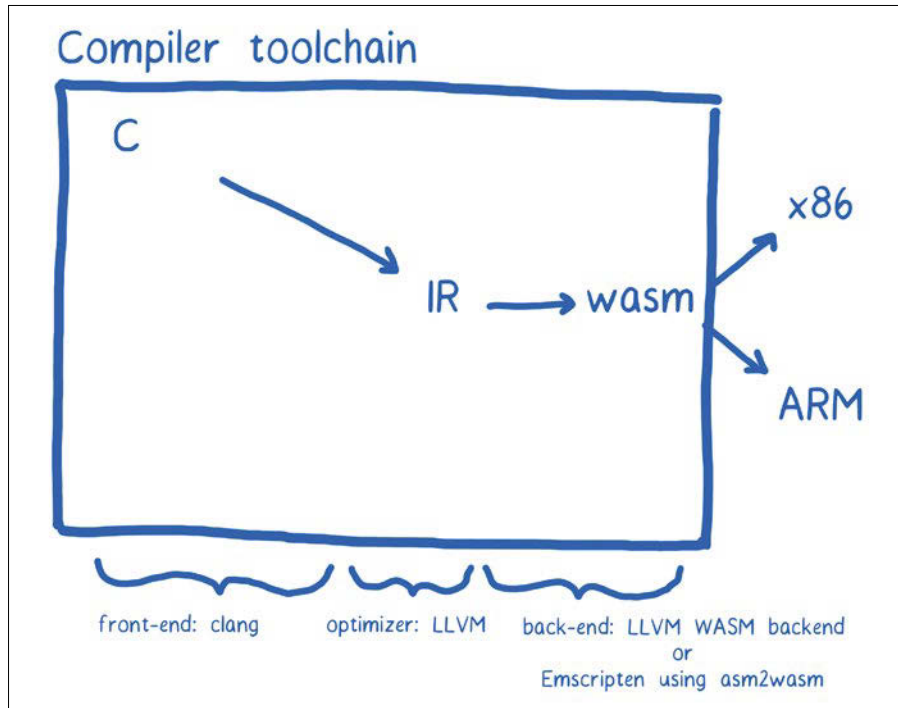 Compiler toolchain
C
x86
IR
wasm
ARM
front-end: clang
optimizer: LLVM
back-end: LLVM WASM backend
or
Emscripten using asm2wasm